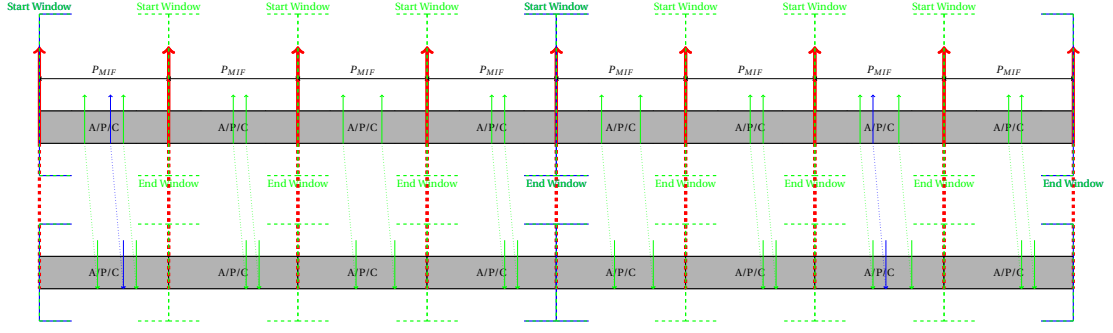 Start Window Start Window Start Window Start Window Start Window Start Window Start Window Start Window
P_MIF P_MIF P_MIF P_MIF P_MIF P_MIF P_MIF P_MIF
A/P/C A/P/C A/P/C A/P/C A/P/C A/P/C A/P/C A/P/C
End Window End Window End Window End Window End Window End Window End Window End Window
A/P/C A/P/C A/P/C A/P/C A/P/C A/P/C A/P/C A/P/C